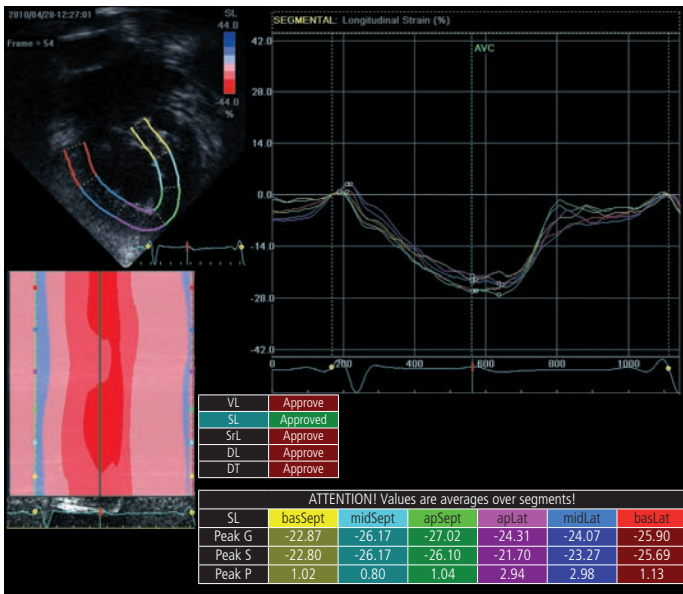 2010/04/20-12:27:01
SL
44.0
Frame = 54
-44.0
%
SEGMENTAL: Longitudinal Strain (%)
42.0
AVC
28.0
14.0
0.0
-14.0
-28.0
-42.0
0 200 400 600 800 1000
VL Approve
SL Approved
SrL Approve
DL Approve
DT Approve
ATTENTION! Values are averages over segments!
SL basSept midSept apSept apLat midLat basLat
Peak G -22.87 -26.17 -27.02 -24.31 -24.07 -25.90
Peak S -22.80 -26.17 -26.10 -21.70 -23.27 -25.69
Peak P 1.02 0.80 1.04 2.94 2.98 1.13